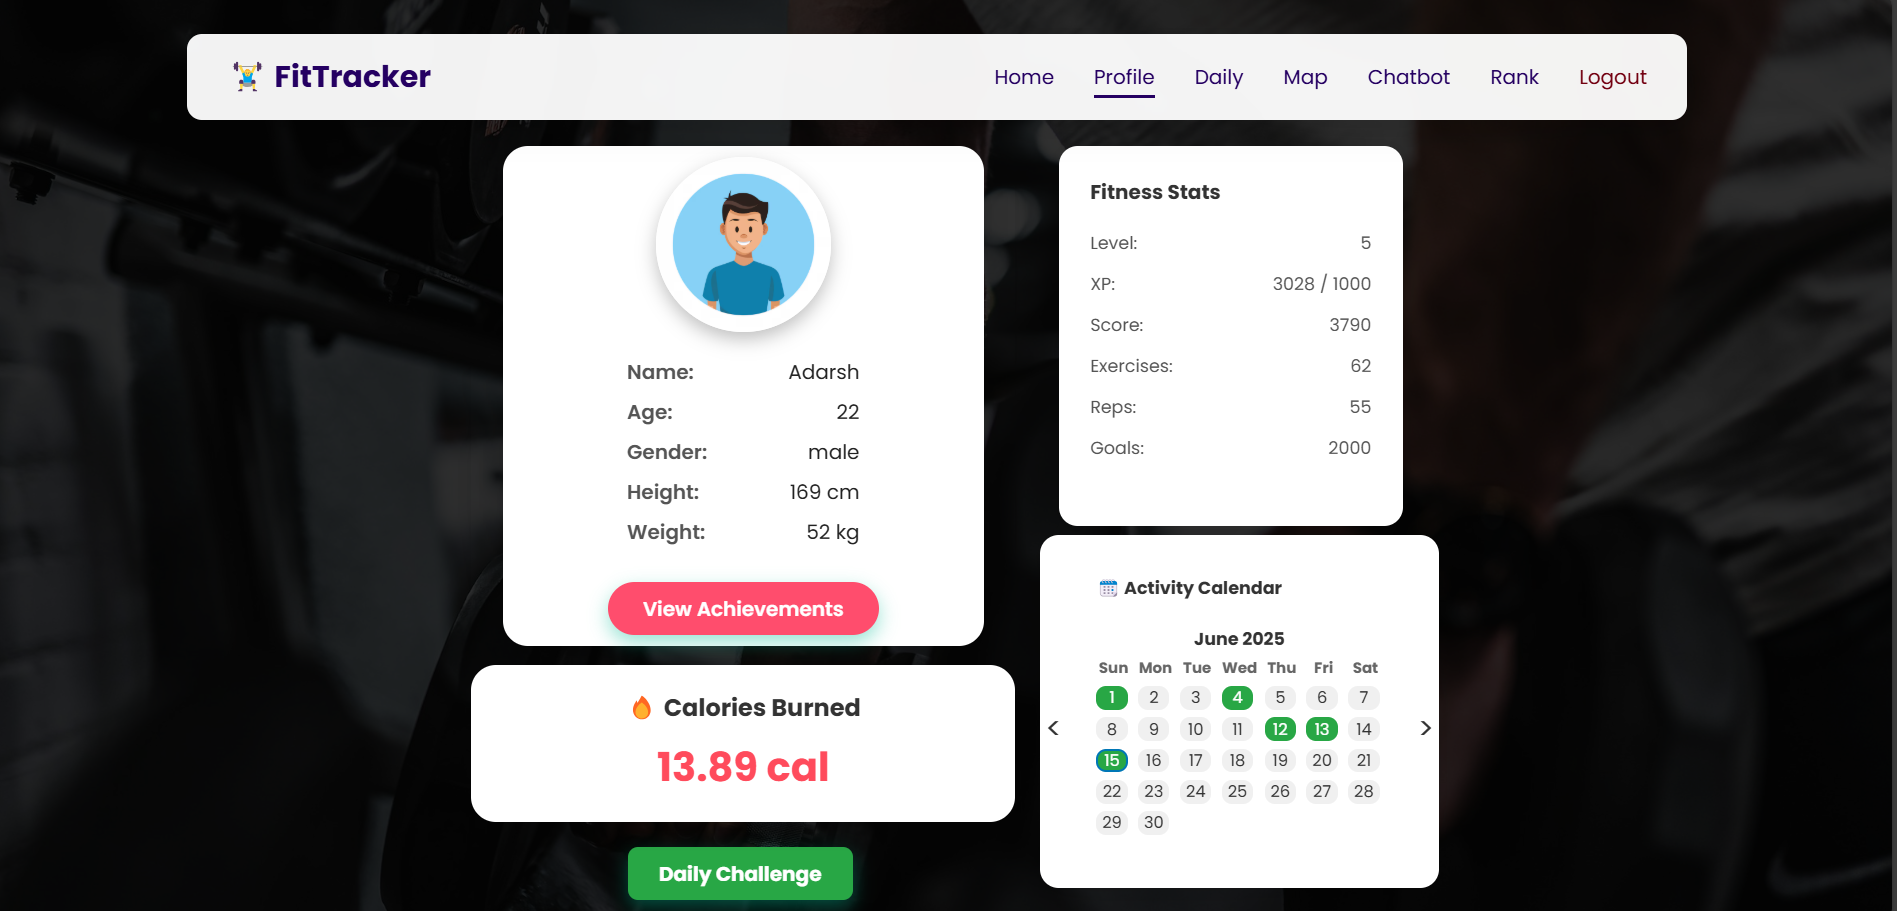 FitTracker
Home Profile Daily Map Chatbot Rank Logout
Name: Adarsh
Age: 22
Gender: male
Height: 169 cm
Weight: 52 kg
View Achievements
Calories Burned
13.89 cal
Daily Challenge
Fitness Stats
Level: 5
XP: 3028 / 1000
Score: 3790
Exercises: 62
Reps: 55
Goals: 2000
Activity Calendar
June 2025
Sun Mon Tue Wed Thu Fri Sat
1 2 3 4 5 6 7
< 8 9 10 11 12 13 14 >
15 16 17 18 19 20 21
22 23 24 25 26 27 28
29 30